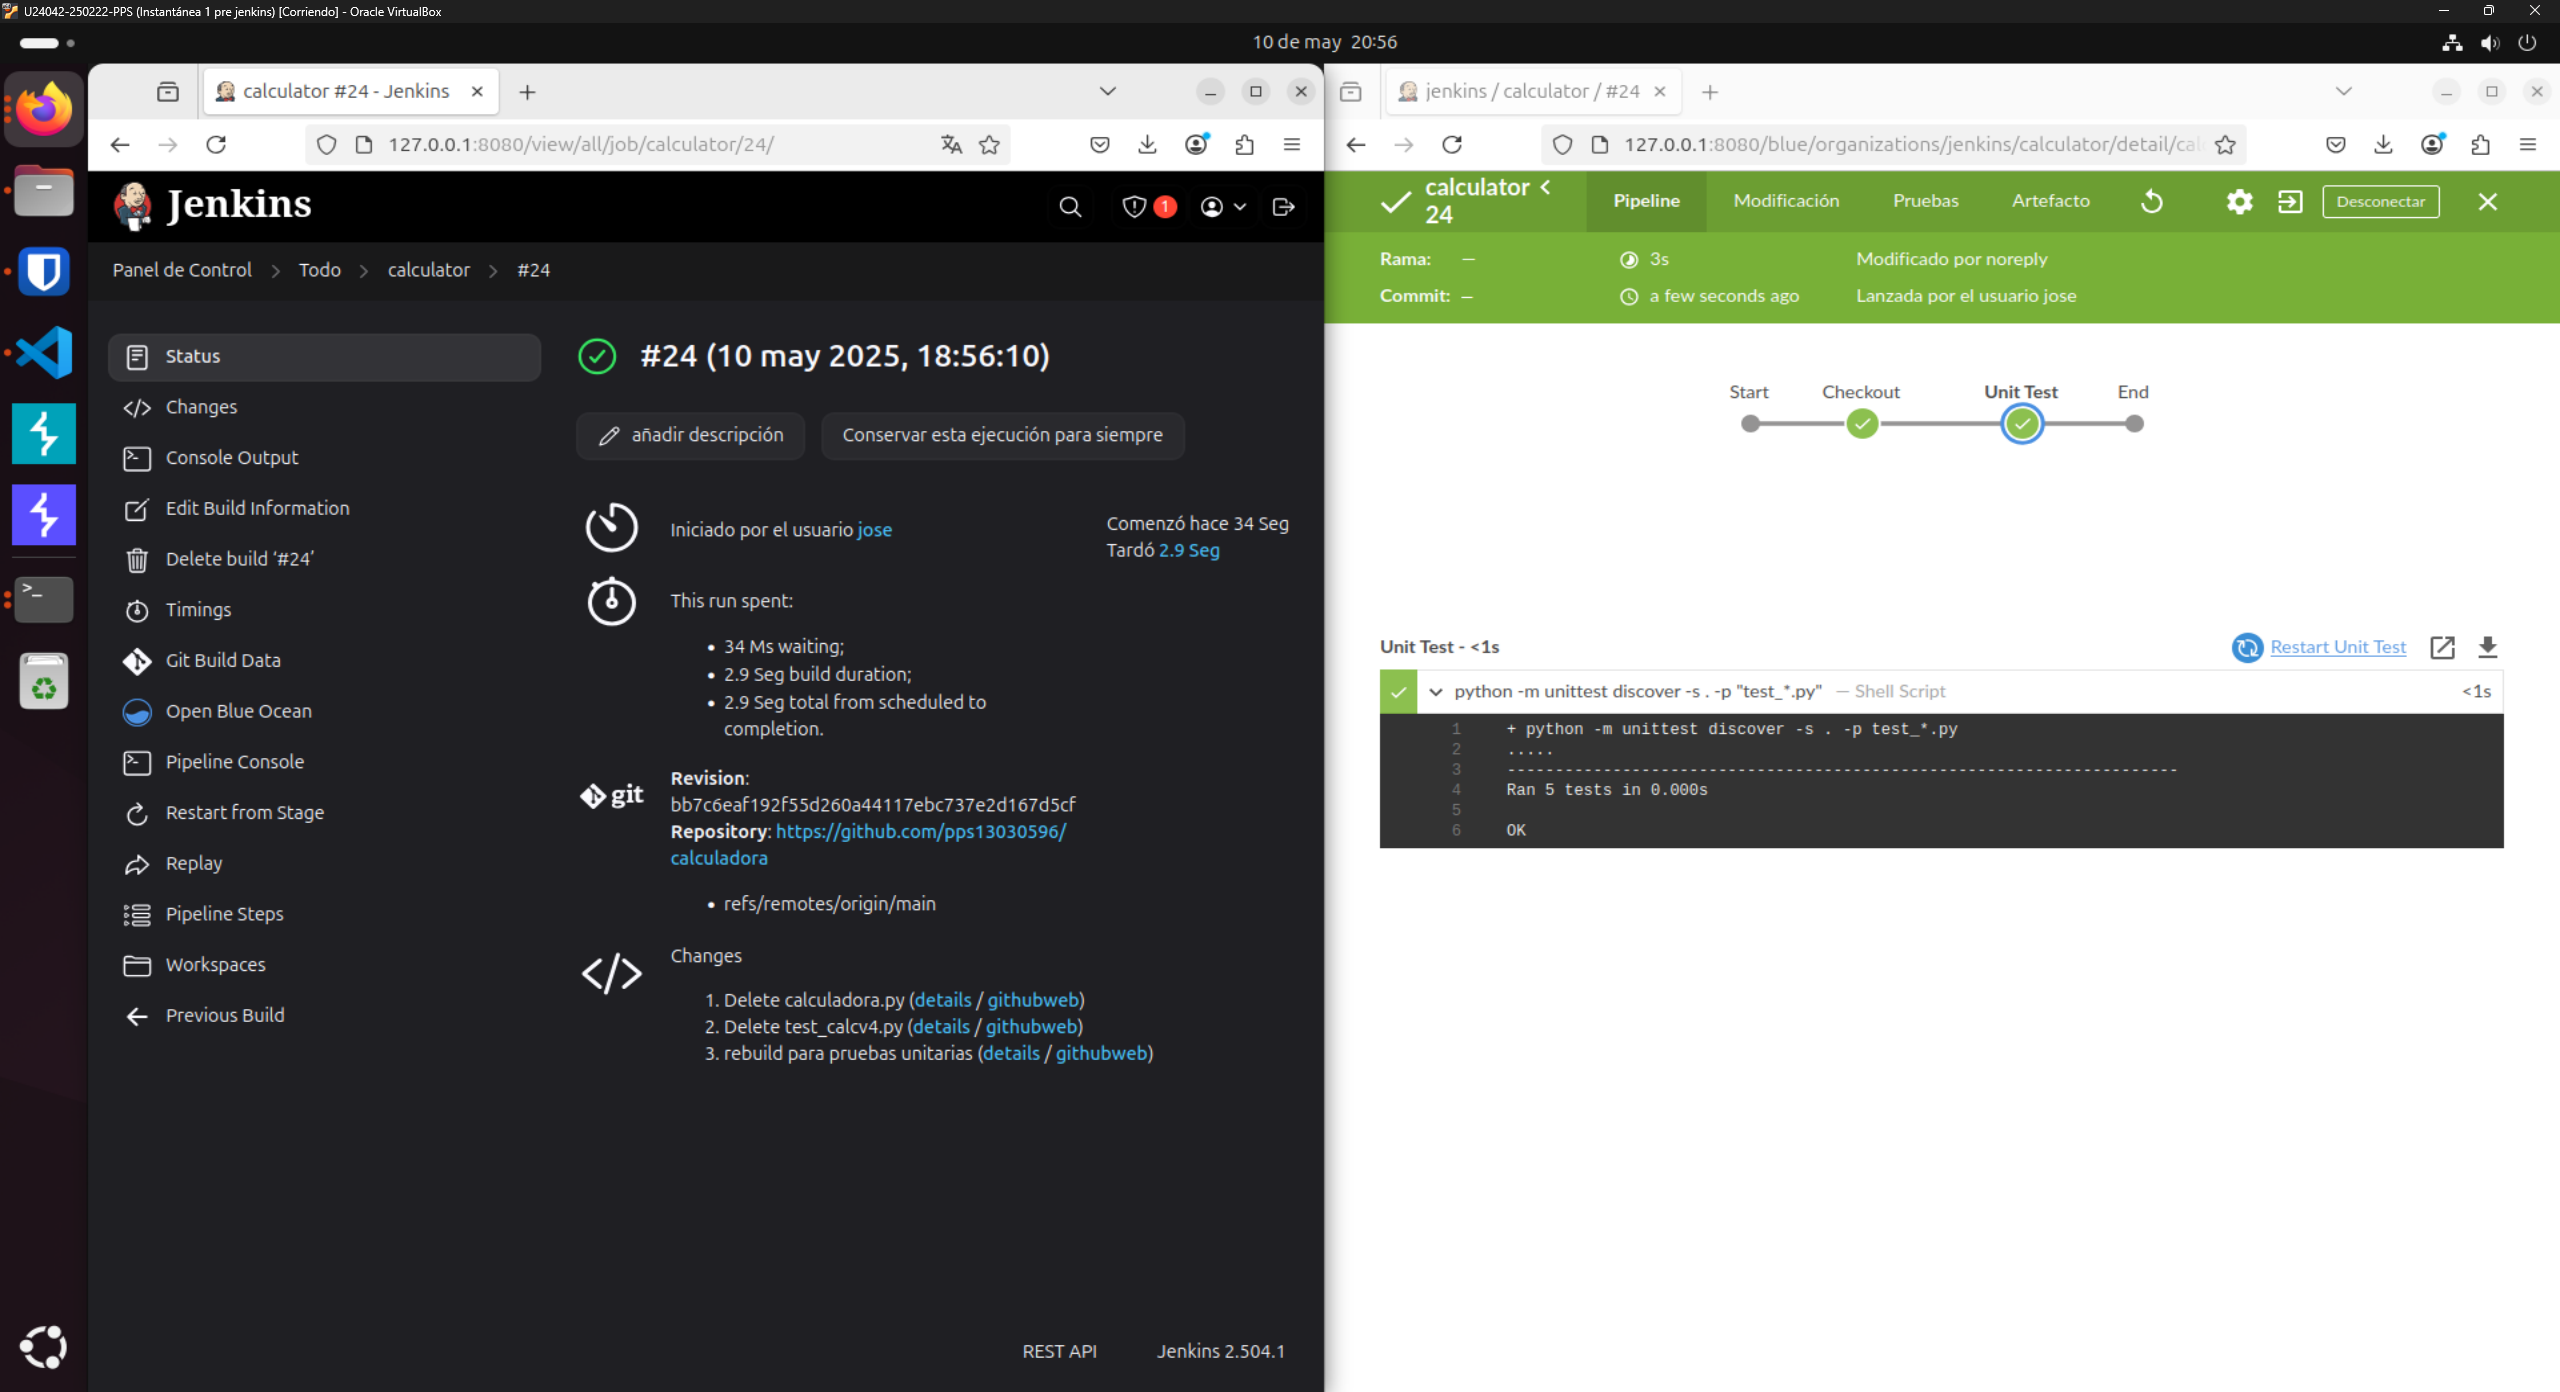 U24042-250222-PPS (Instantánea 1 pre jenkins) [Corriendo] - Oracle VirtualBox
10 de may 20:56
calculator #24 - Jenkins
127.0.0.1:8080/view/all/job/calculator/24/
Jenkins
1
Panel de Control > Todo > calculator > #24
Status
Changes
Console Output
Edit Build Information
Delete build ‘#24’
Timings
Git Build Data
Open Blue Ocean
Pipeline Console
Restart from Stage
Replay
Pipeline Steps
Workspaces
Previous Build
#24 (10 may 2025, 18:56:10)
añadir descripción
Conservar esta ejecución para siempre
Iniciado por el usuario jose
Comenzó hace 34 Seg
Tardó 2.9 Seg
This run spent:
• 34 Ms waiting;
• 2.9 Seg build duration;
• 2.9 Seg total from scheduled to
completion.
git
Revision:
bb7c6eaf192f55d260a44117ebc737e2d167d5cf
Repository: https://github.com/pps13030596/
calculadora
• refs/remotes/origin/main
Changes
1. Delete calculadora.py (details / githubweb)
2. Delete test_calcv4.py (details / githubweb)
3. rebuild para pruebas unitarias (details / githubweb)
REST API
Jenkins 2.504.1
jenkins / calculator / #24
127.0.0.1:8080/blue/organizations/jenkins/calculator/detail/cal
calculator <
24
Pipeline
Modificación
Pruebas
Artefacto
Desconectar
Rama: —
3s
Modificado por noreply
Commit: —
a few seconds ago
Lanzada por el usuario jose
Start
Checkout
Unit Test
End
Unit Test - <1s
Restart Unit Test
python -m unittest discover -s . -p "test_*.py" — Shell Script
<1s
1 + python -m unittest discover -s . -p test_*.py
2 .....
3 ----------------------------------------------------------------------
4 Ran 5 tests in 0.000s
5
6 OK